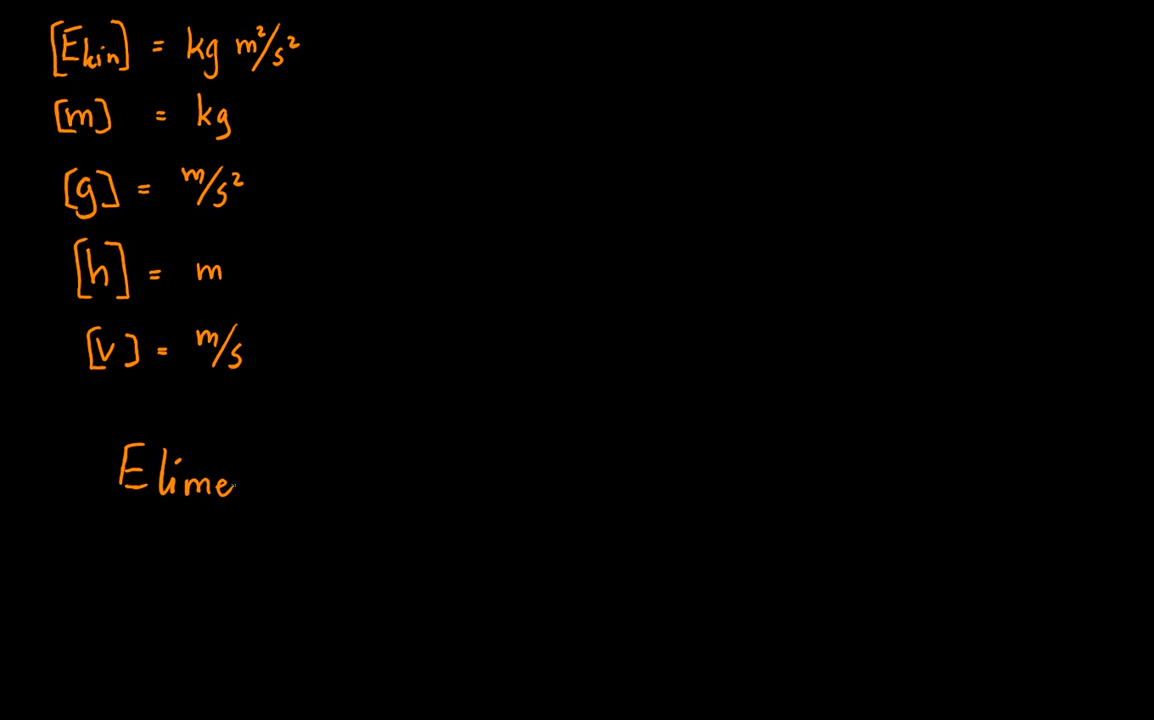 [Ekin] = kg m²/s²
[m] = kg
[g] = m/s²
[h] = m
[v] = m/s
Elime